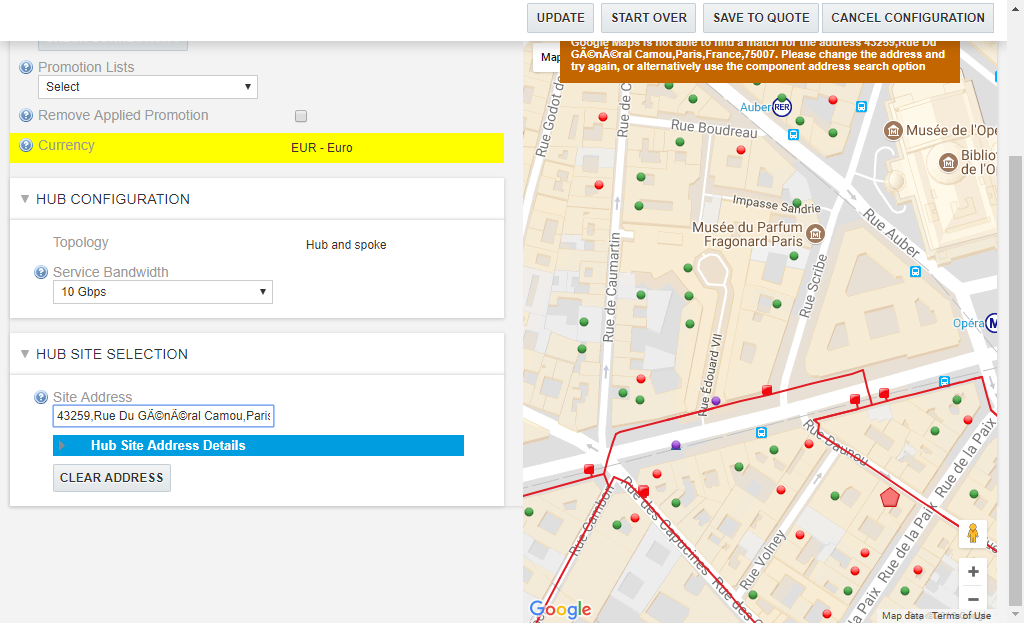 UPDATE
START OVER
SAVE TO QUOTE
CANCEL CONFIGURATION
Promotion Lists
Select
Remove Applied Promotion
Currency
EUR - Euro
HUB CONFIGURATION
Topology
Hub and spoke
Service Bandwidth
10 Gbps
HUB SITE SELECTION
Site Address
43259,Rue Du GÃ©nÃ©ral Camou,Paris
Hub Site Address Details
CLEAR ADDRESS
Map
Google Maps is not able to find a match for the address 43259,Rue Du
GÃ©nÃ©ral Camou,Paris,France,75007. Please change the address and
try again, or alternatively use the component address search option
Rue Godot de
Rue de C
Auber
RER
Rue Boudreau
Musée de l'Ope
Bibliot
de l'O
Impasse Sandrie
Musée du Parfum
Fragonard Paris
Rue Auber
Rue de Caumartin
Rue Scribe
Opéra
M
Rue Édouard VII
Rue Daunou
Rue de la Paix
Rue Cambon
Rue des Capucines
Rue Volney
Rue de la Paix
Rue des C
Paix
Google
Map data
Terms of Use